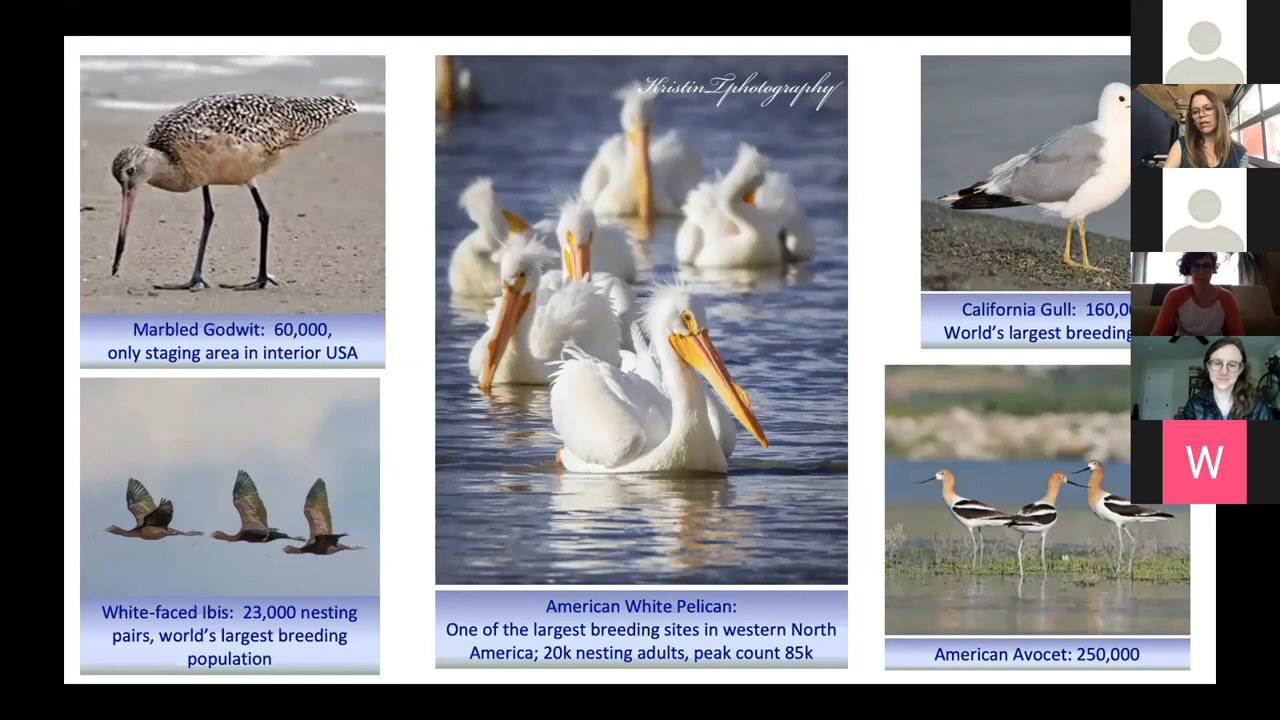 KristinTphotography
Marbled Godwit: 60,000,
only staging area in interior USA
California Gull:
World's largest breeding
White-faced Ibis: 23,000 nesting
pairs, world's largest breeding
population
American White Pelican:
One of the largest breeding sites in western North
America; 20k nesting adults, peak count 85k
American Avocet: 250,000
W